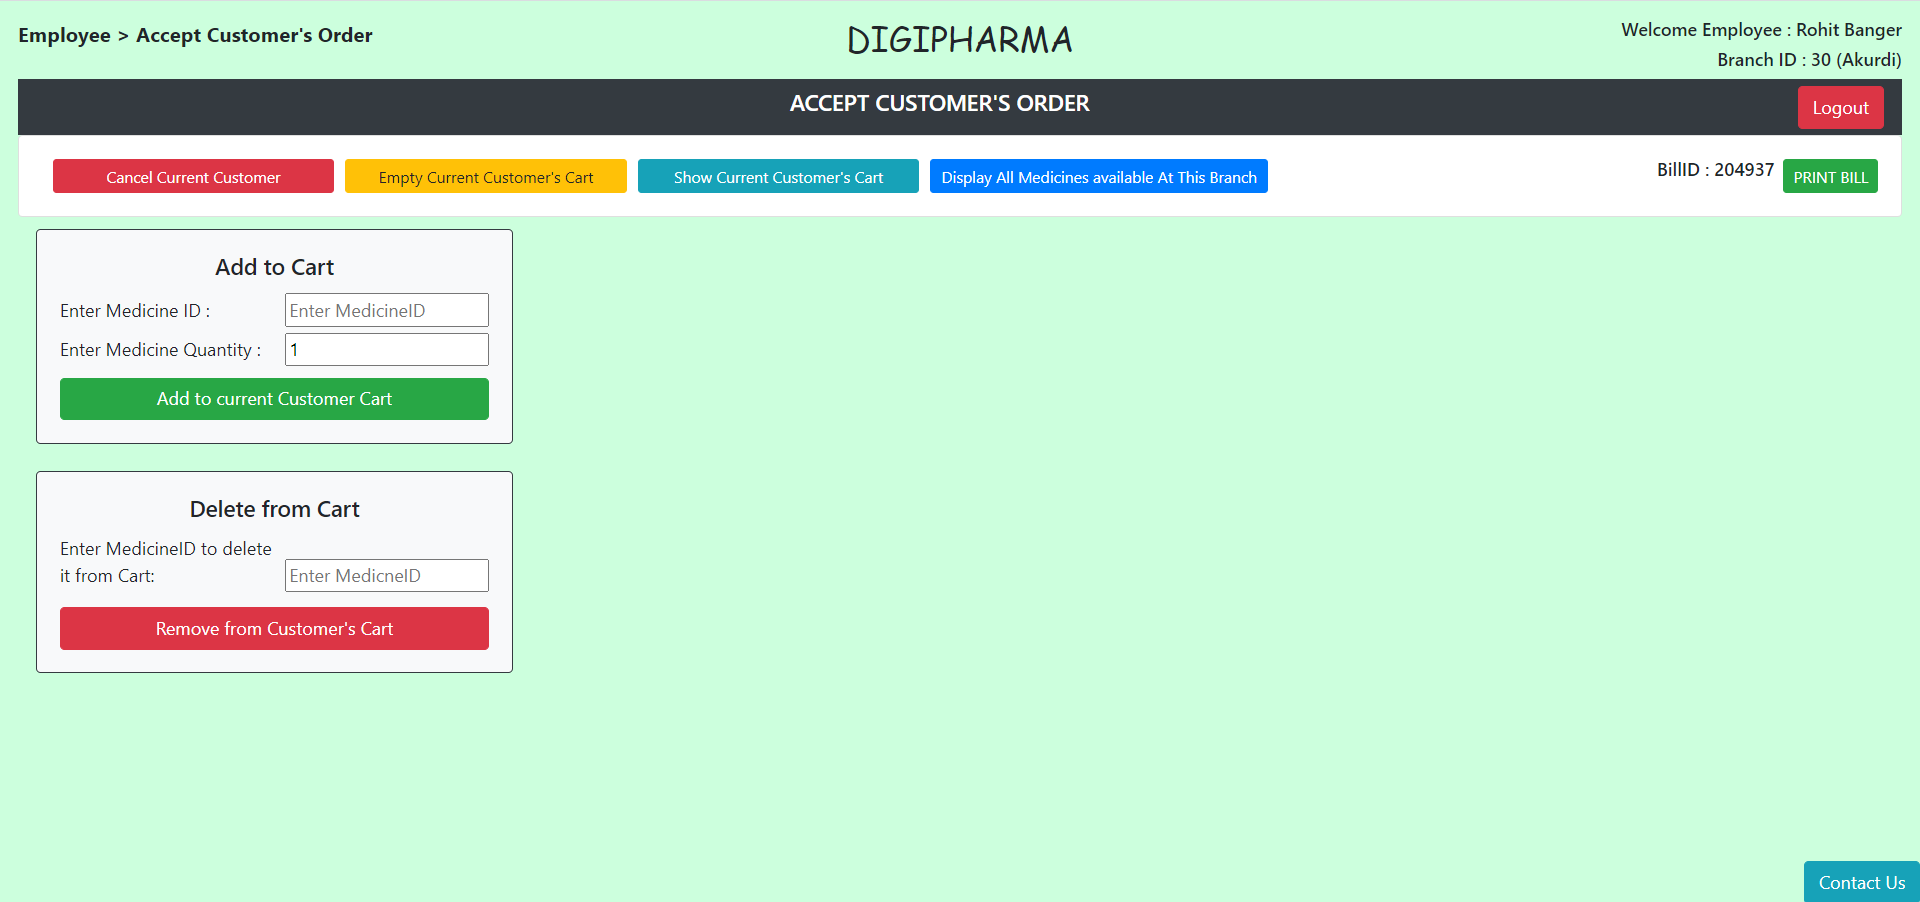 Employee > Accept Customer's Order
DIGIPHARMA
Welcome Employee : Rohit Banger
Branch ID : 30 (Akurdi)
ACCEPT CUSTOMER'S ORDER
Logout
Cancel Current Customer
Empty Current Customer's Cart
Show Current Customer's Cart
Display All Medicines available At This Branch
BillID : 204937
PRINT BILL
Add to Cart
Enter Medicine ID :
Enter MedicineID
Enter Medicine Quantity :
1
Add to current Customer Cart
Delete from Cart
Enter MedicineID to delete
it from Cart:
Enter MedicneID
Remove from Customer's Cart
Contact Us